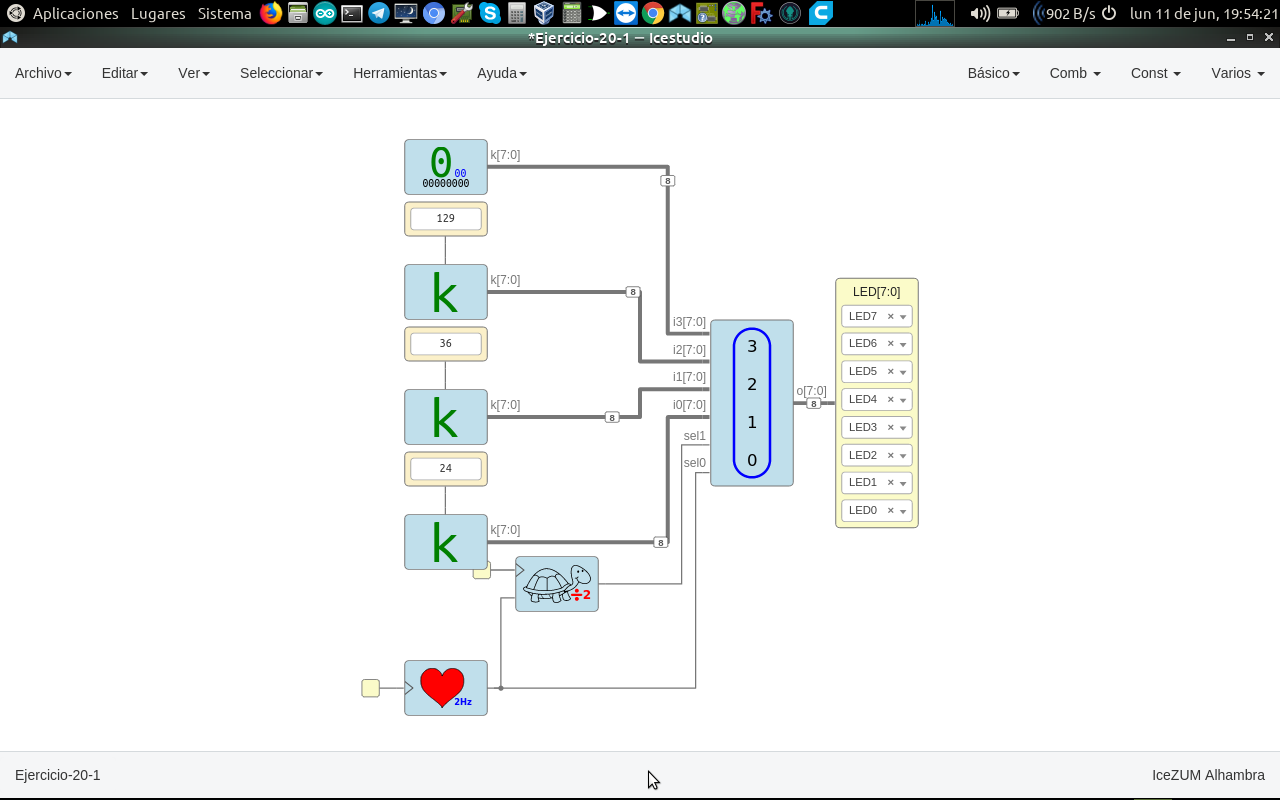 Aplicaciones Lugares Sistema 902 B/s lun 11 de jun, 19:54:21
*Ejercicio-20-1 — Icestudio
Archivo Editar Ver Seleccionar Herramientas Ayuda Básico Comb Const Varios
0 00
00000000
k[7:0]
8
129
k
k[7:0]
8
36
k
k[7:0]
8
24
k
k[7:0]
8
÷2
2Hz
i3[7:0]
i2[7:0]
i1[7:0]
i0[7:0]
sel1
sel0
3
2
1
0
o[7:0]
8
LED[7:0]
LED7 ×
LED6 ×
LED5 ×
LED4 ×
LED3 ×
LED2 ×
LED1 ×
LED0 ×
Ejercicio-20-1 IceZUM Alhambra